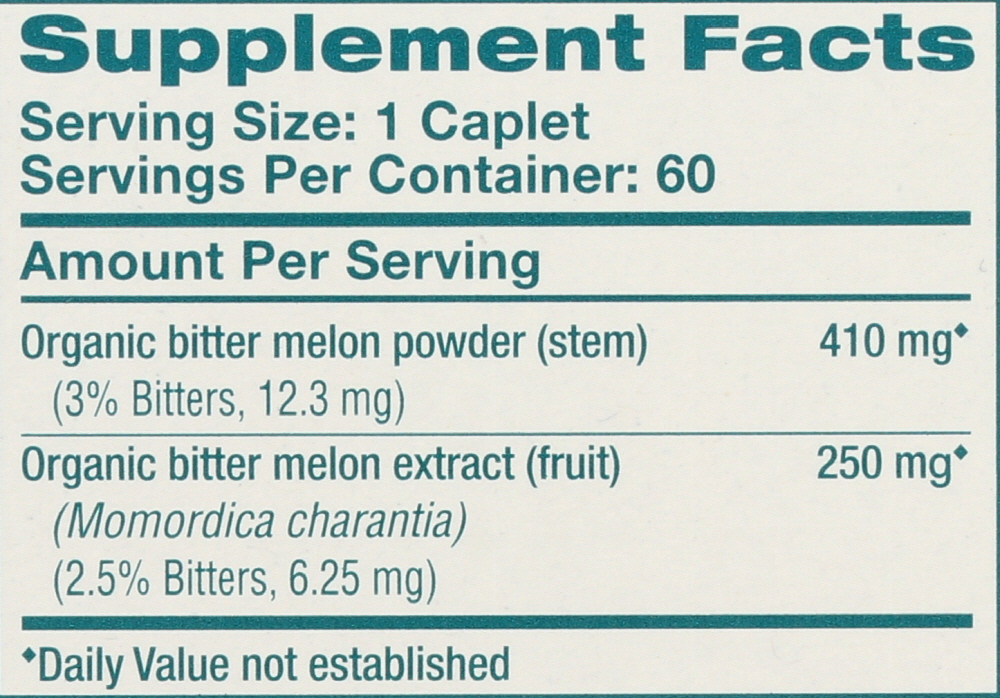 Supplement Facts
Serving Size: 1 Caplet
Servings Per Container: 60
Amount Per Serving
Organic bitter melon powder (stem) 410 mg♦
(3% Bitters, 12.3 mg)
Organic bitter melon extract (fruit) 250 mg♦
(Momordica charantia)
(2.5% Bitters, 6.25 mg)
♦Daily Value not established